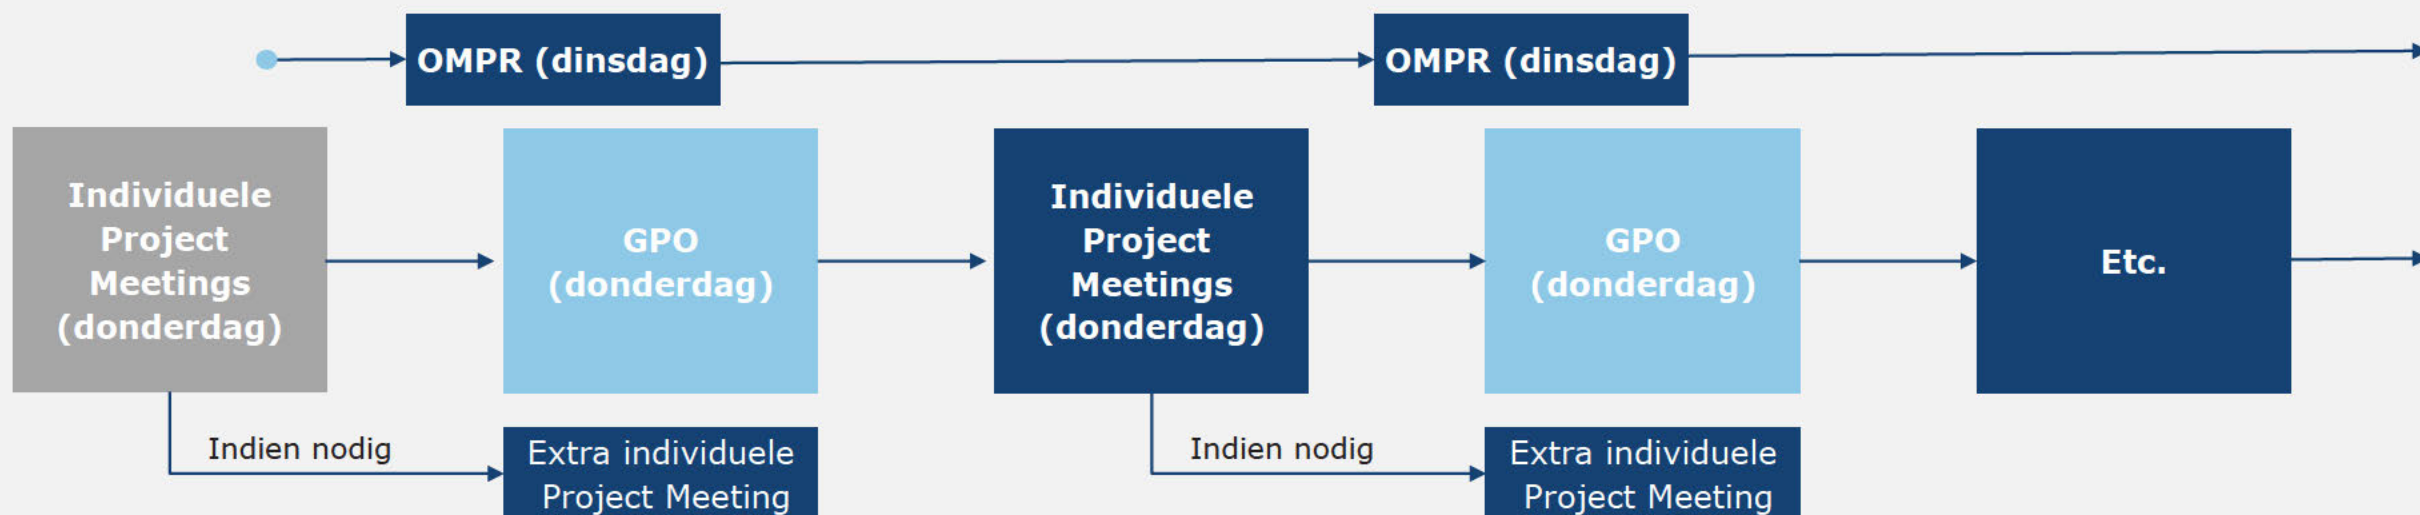 OMPR (dinsdag)
OMPR (dinsdag)
Individuele
Project
Meetings
(donderdag)
GPO
(donderdag)
Individuele
Project
Meetings
(donderdag)
GPO
(donderdag)
Etc.
Indien nodig
Extra individuele
Project Meeting
Indien nodig
Extra individuele
Project Meeting